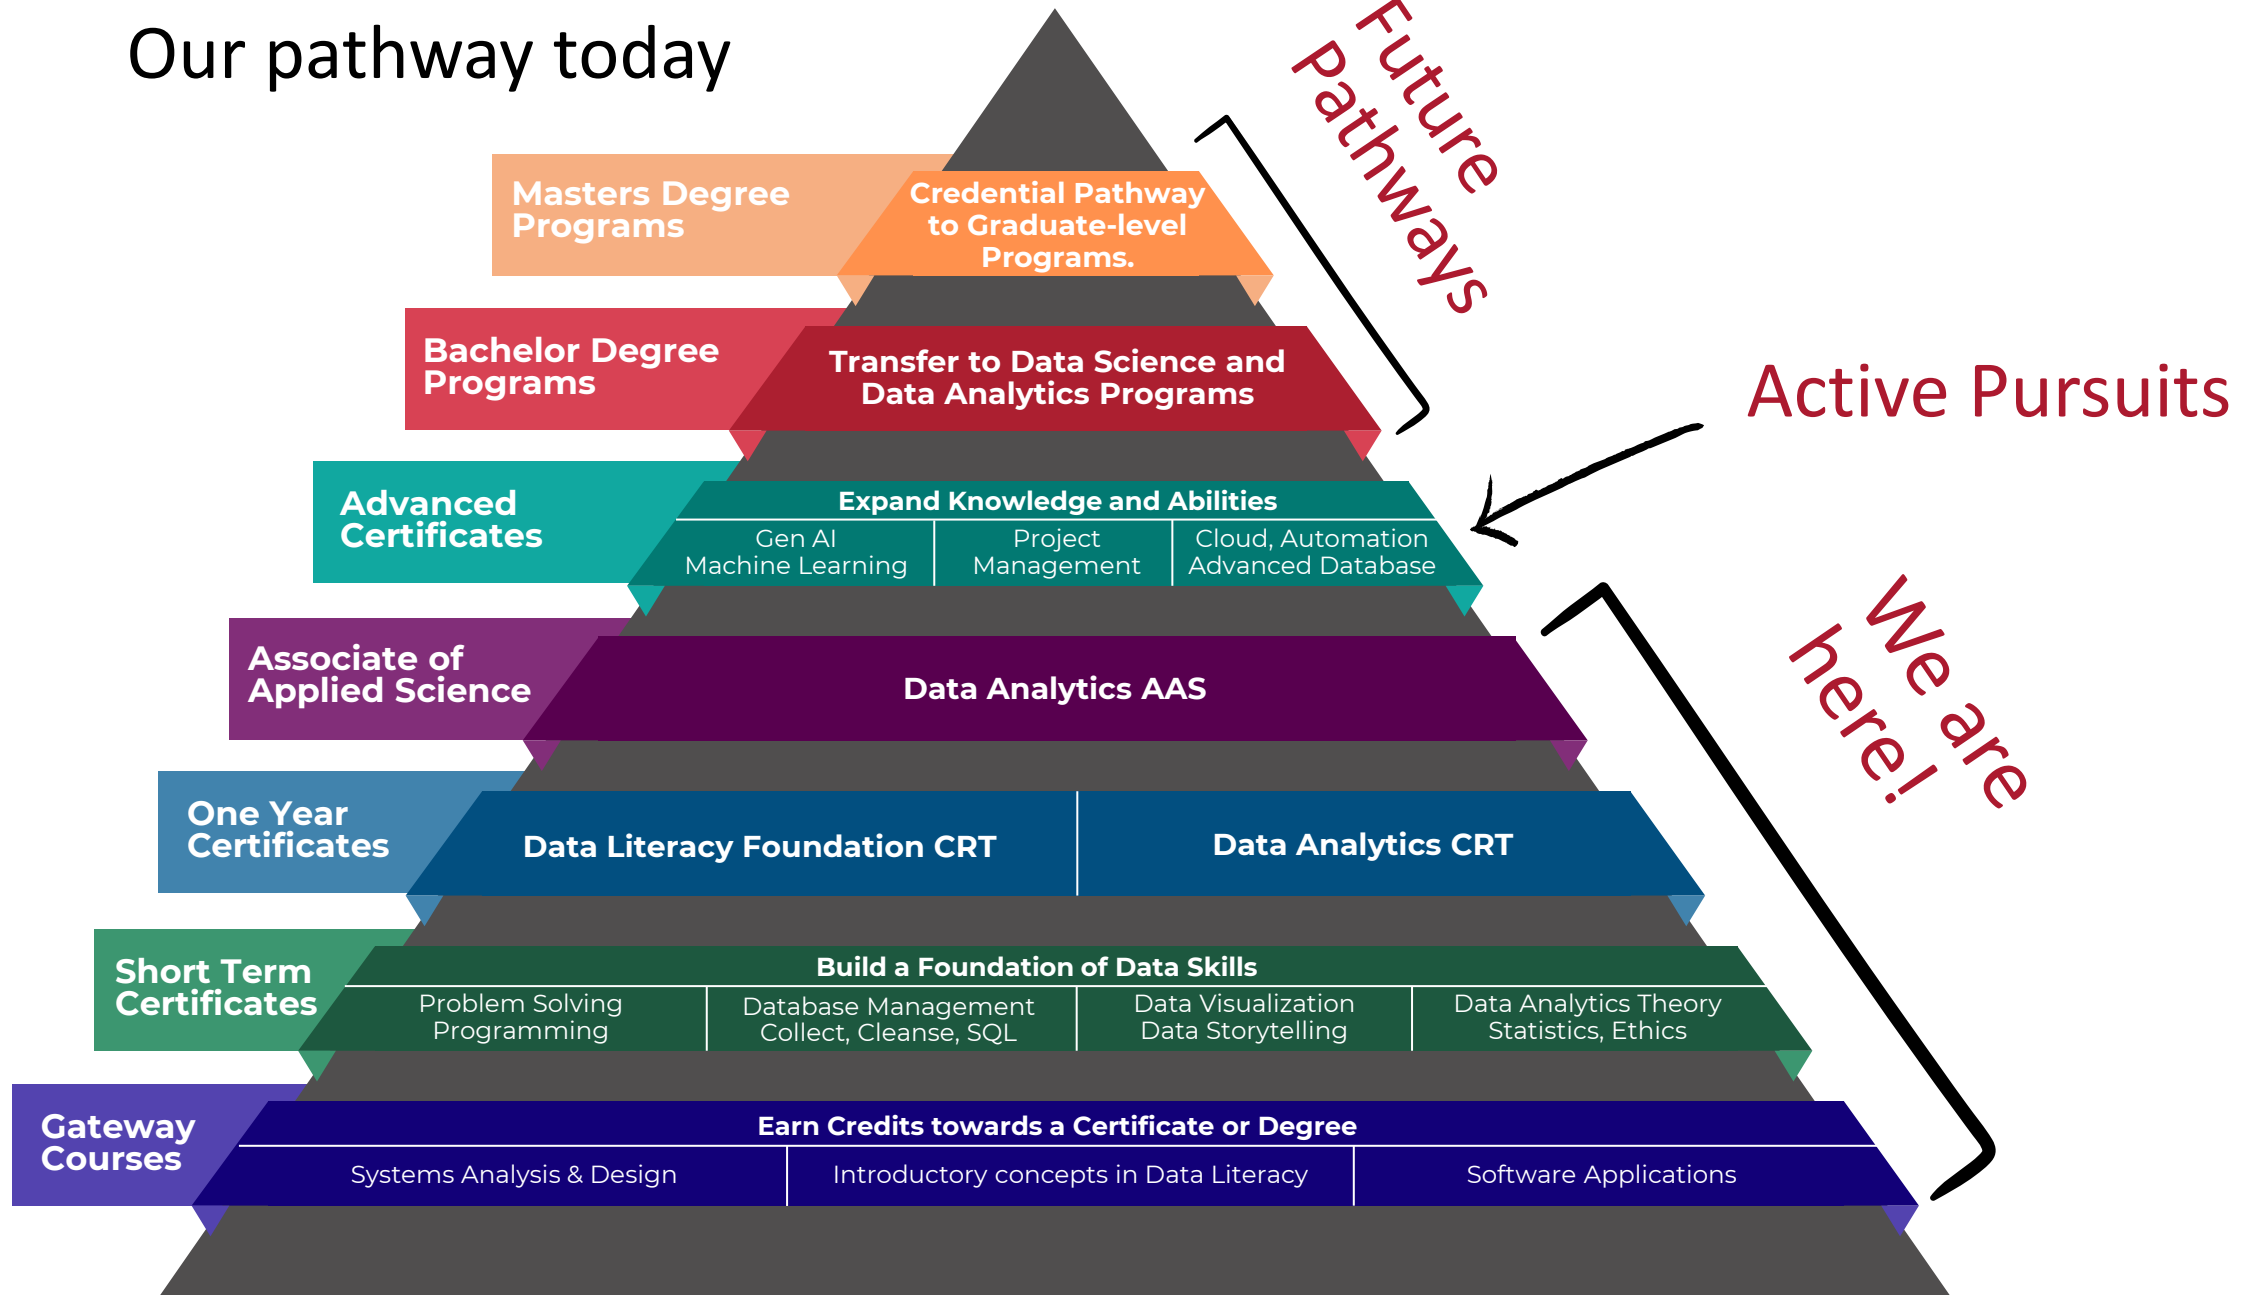 Our pathway today
Future
Pathways
Masters Degree
Programs
Credential Pathway
to Graduate-level
Programs.
Bachelor Degree
Programs
Transfer to Data Science and
Data Analytics Programs
Active Pursuits
Advanced
Certificates
Expand Knowledge and Abilities
Gen AI
Machine Learning
Project
Management
Cloud, Automation
Advanced Database
We are
here!
Associate of
Applied Science
Data Analytics AAS
One Year
Certificates
Data Literacy Foundation CRT
Data Analytics CRT
Short Term
Certificates
Build a Foundation of Data Skills
Problem Solving
Programming
Database Management
Collect, Cleanse, SQL
Data Visualization
Data Storytelling
Data Analytics Theory
Statistics, Ethics
Gateway
Courses
Earn Credits towards a Certificate or Degree
Systems Analysis & Design
Introductory concepts in Data Literacy
Software Applications